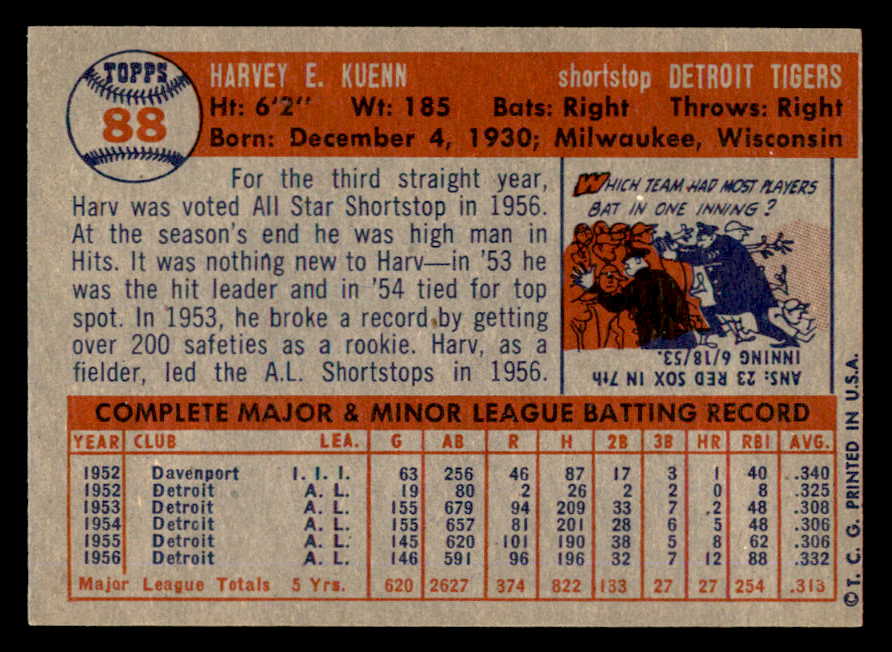 TOPPS
88
HARVEY E. KUENN shortstop DETROIT TIGERS
Ht: 6'2" Wt: 185 Bats: Right Throws: Right
Born: December 4, 1930; Milwaukee, Wisconsin
For the third straight year,
Harv was voted All Star Shortstop in 1956.
At the season's end he was high man in
Hits. It was nothing new to Harv—in '53 he
was the hit leader and in '54 tied for top
spot. In 1953, he broke a record by getting
over 200 safeties as a rookie. Harv, as a
fielder, led the A.L. Shortstops in 1956.
WHICH TEAM HAD MOST PLAYERS
BAT IN ONE INNING?
ANS: 23 RED SOX IN 7th
INNING 6/18/53.
COMPLETE MAJOR & MINOR LEAGUE BATTING RECORD
YEAR CLUB LEA. G AB R H 2B 3B HR RBI AVG.
1952 Davenport I. I. I. 63 256 46 87 17 3 1 40 .340
1952 Detroit A. L. 19 80 2 26 2 2 0 8 .325
1953 Detroit A. L. 155 679 94 209 33 7 2 48 .308
1954 Detroit A. L. 155 657 81 201 28 6 5 48 .306
1955 Detroit A. L. 145 620 101 190 38 5 8 62 .306
1956 Detroit A. L. 146 591 96 196 32 7 12 88 .332
Major League Totals 5 Yrs. 620 2627 374 822 133 27 27 254 .313
©T. C. G. PRINTED IN U.S.A.